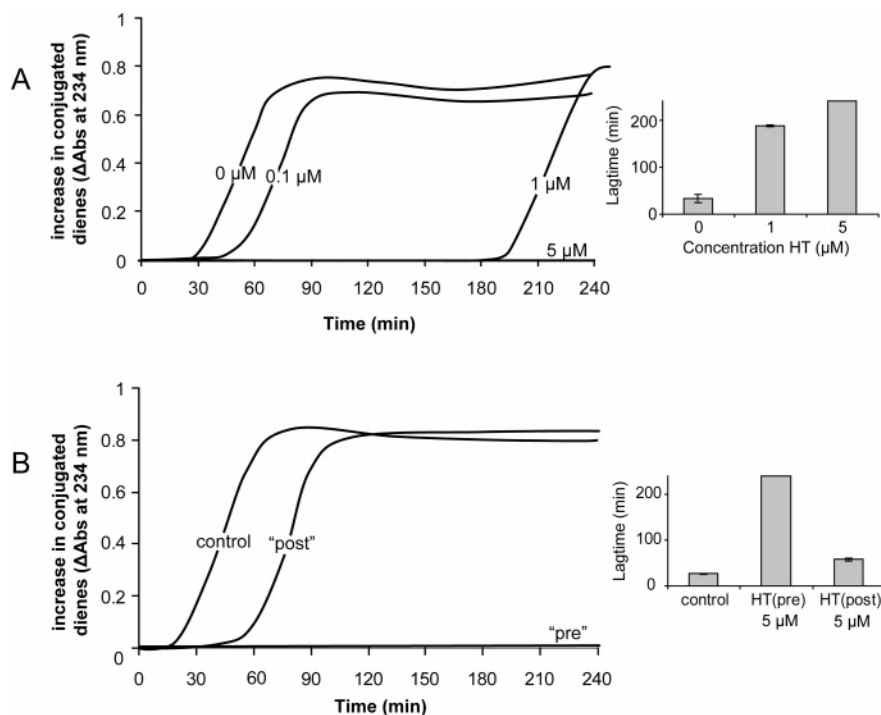 A
increase in conjugated
dienes (ΔAbs at 234 nm)
1
0.8
0.6
0.4
0.2
0
0 µM
0.1 µM
1 µM
5 µM
0 30 60 90 120 150 180 210 240
Time (min)
Lagtime (min)
200
100
0
0 1 5
Concentration HT (µM)
B
increase in conjugated
dienes (ΔAbs at 234 nm)
1
0.8
0.6
0.4
0.2
0
control
“post”
“pre”
0 30 60 90 120 150 180 210 240
Time (min)
Lagtime (min)
200
100
0
control HT(pre) HT(post)
5 µM 5 µM